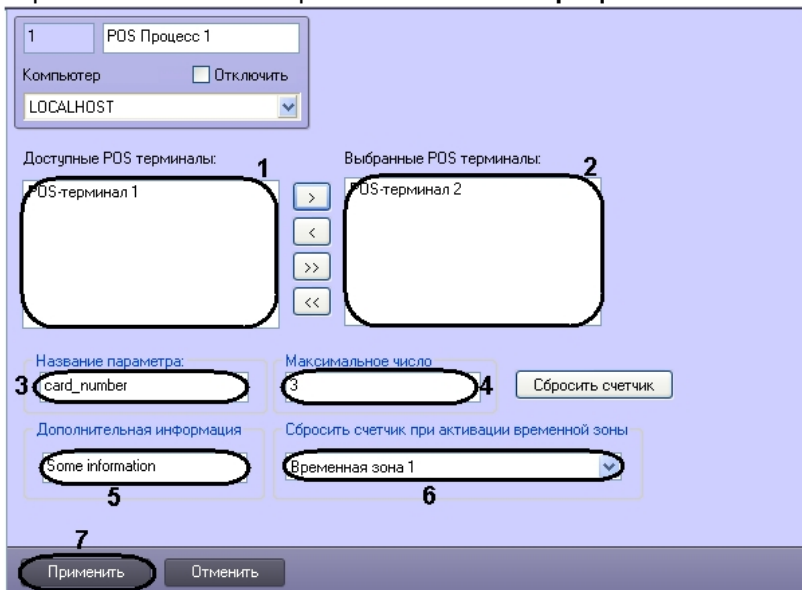 1 POS Процесс 1
Компьютер Отключить
LOCALHOST
Доступные POS терминалы: 1 Выбранные POS терминалы: 2
POS-терминал 1 > POS-терминал 2
<
>>
<<
Название параметра: Максимальное число
3 card_number 3 4 Сбросить счетчик
Дополнительная информация Сбросить счетчик при активации временной зоны
Some information Временная зона 1
5 6
7
Применить Отменить